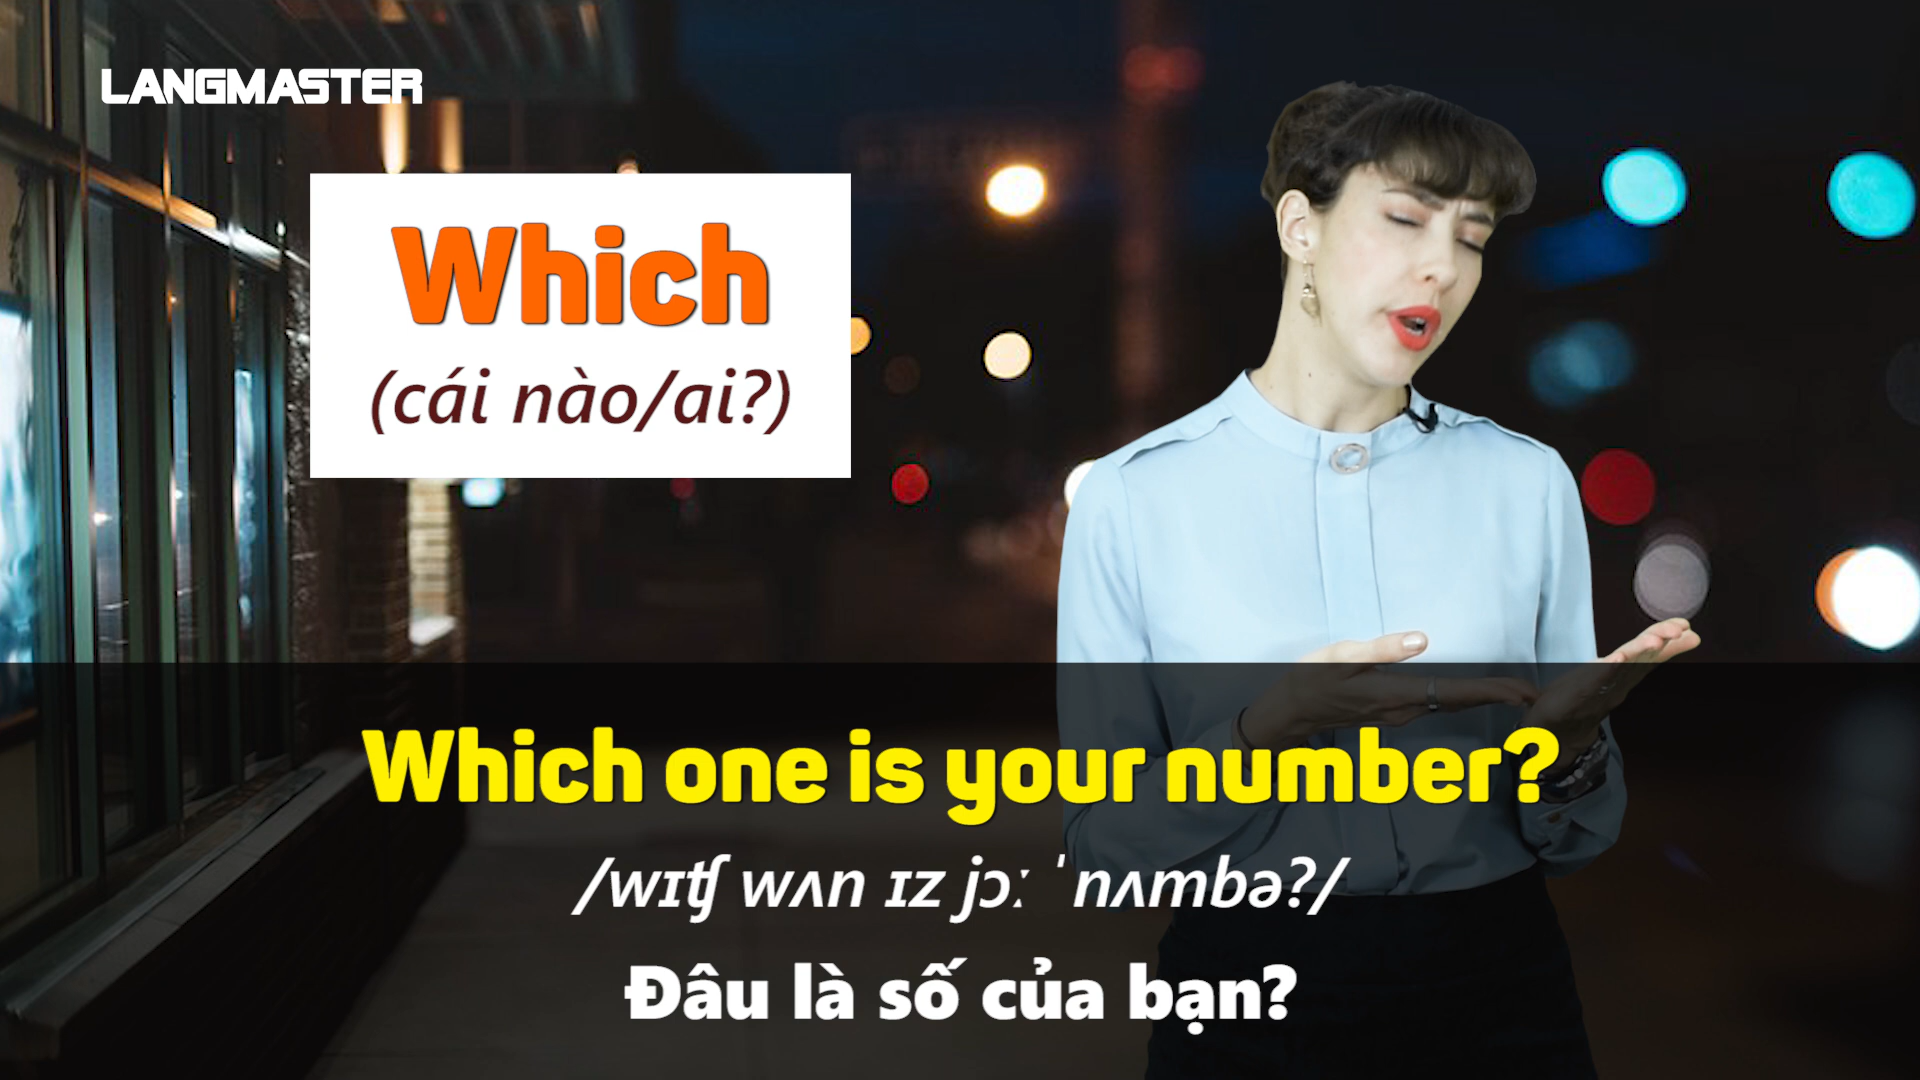 LANGMASTER
Which
(cái nào/ai?)
Which one is your number?
/wɪʧ wʌn ɪz jɔː ˈnʌmbə?/
Đâu là số của bạn?